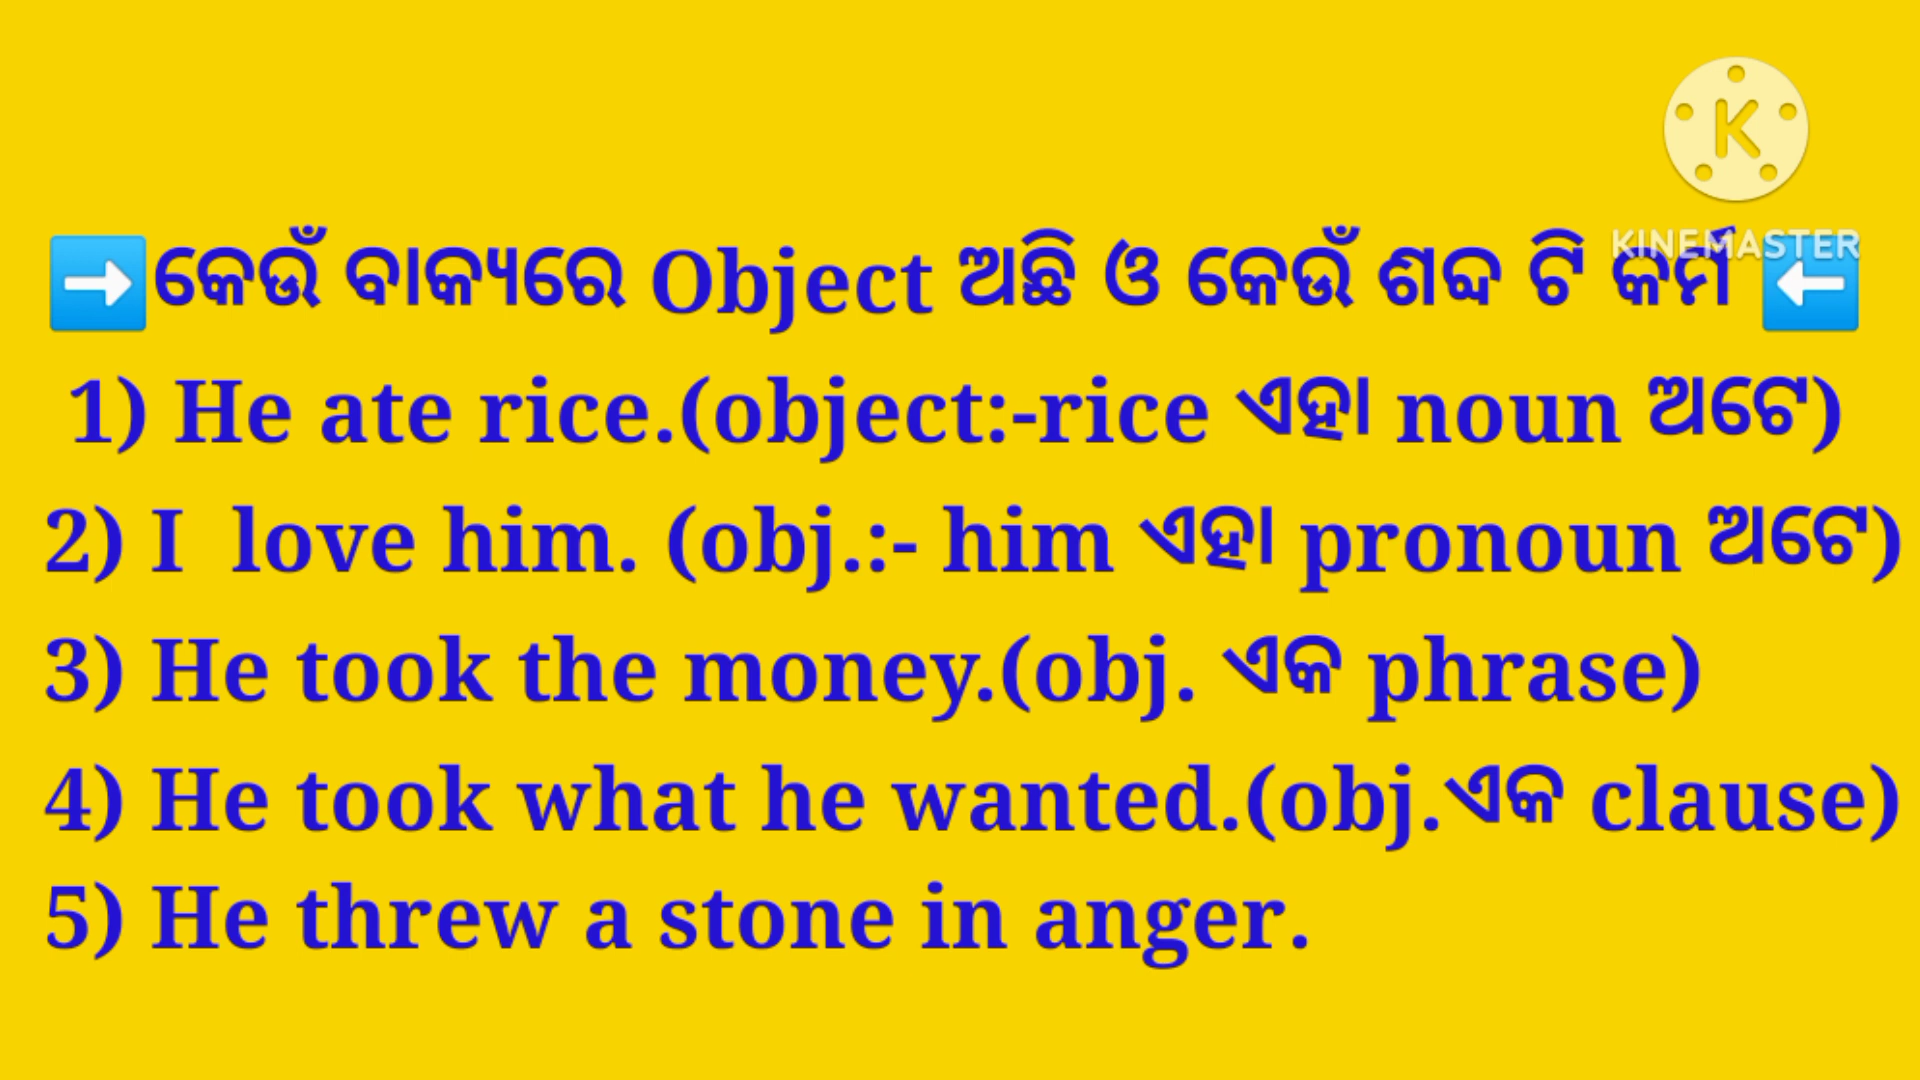 K
KINEMASTER
➡️କେଉଁ ବାକ୍ୟରେ Object ଅଛି ଓ କେଉଁ ଶବ୍ଦ ଟି କର୍ମ ⬅️
1) He ate rice.(object:-rice ଏହା noun ଅଟେ)
2) I  love him. (obj.:- him ଏହା pronoun ଅଟେ)
3) He took the money.(obj. ଏକ phrase)
4) He took what he wanted.(obj.ଏକ clause)
5) He threw a stone in anger.